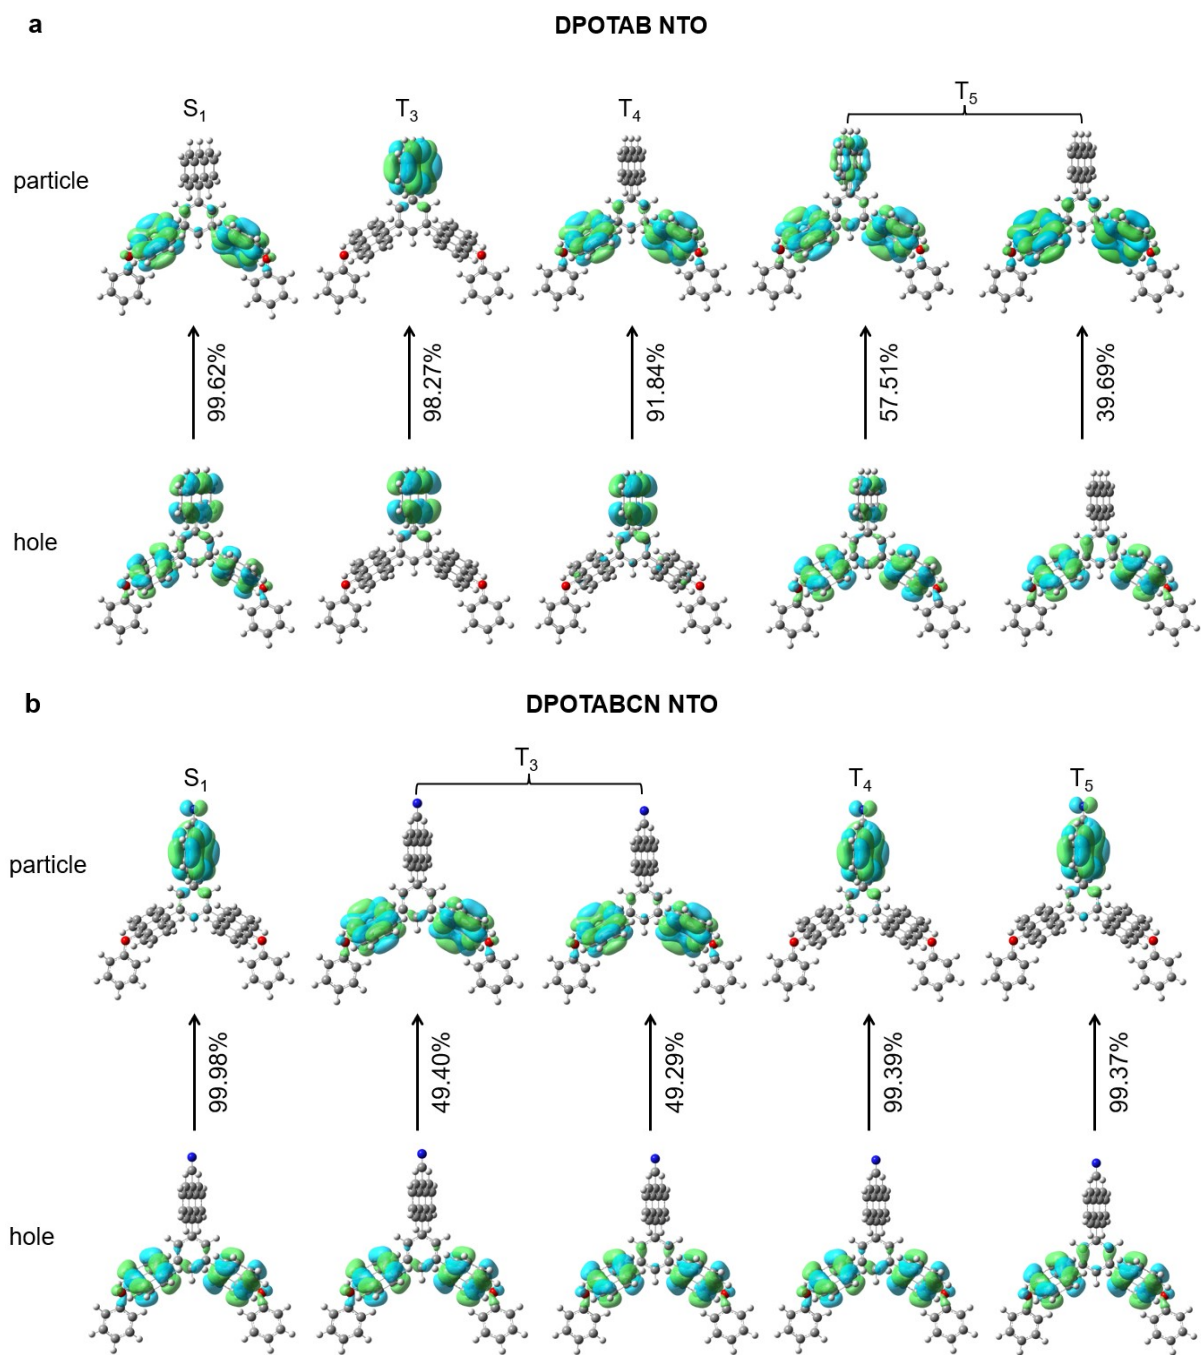 a
DPOTAB NTO
S1
T3
T4
T5
particle
99.62%
98.27%
91.84%
57.51%
39.69%
hole
b
DPOTABCN NTO
S1
T3
T4
T5
particle
99.98%
49.40%
49.29%
99.39%
99.37%
hole